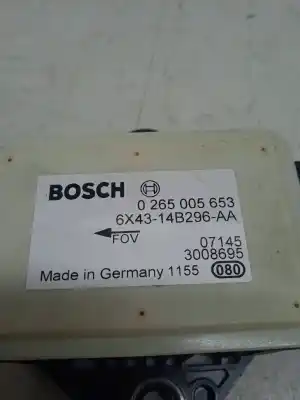 BOSCH
0 265 005 653
6X43-14B296-AA
FOV
07145
3008695
Made in Germany 1155 080